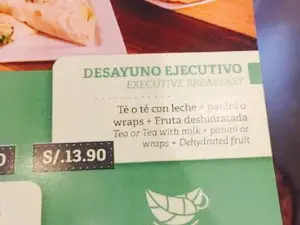 DESAYUNO EJECUTIVO
EXECUTIVE BREAKFAST
Té o té con leche + panini o
wraps + Fruta deshidratada
Tea or Tea with milk + panini or
wraps + Dehydrated fruit
0
S/.13.90